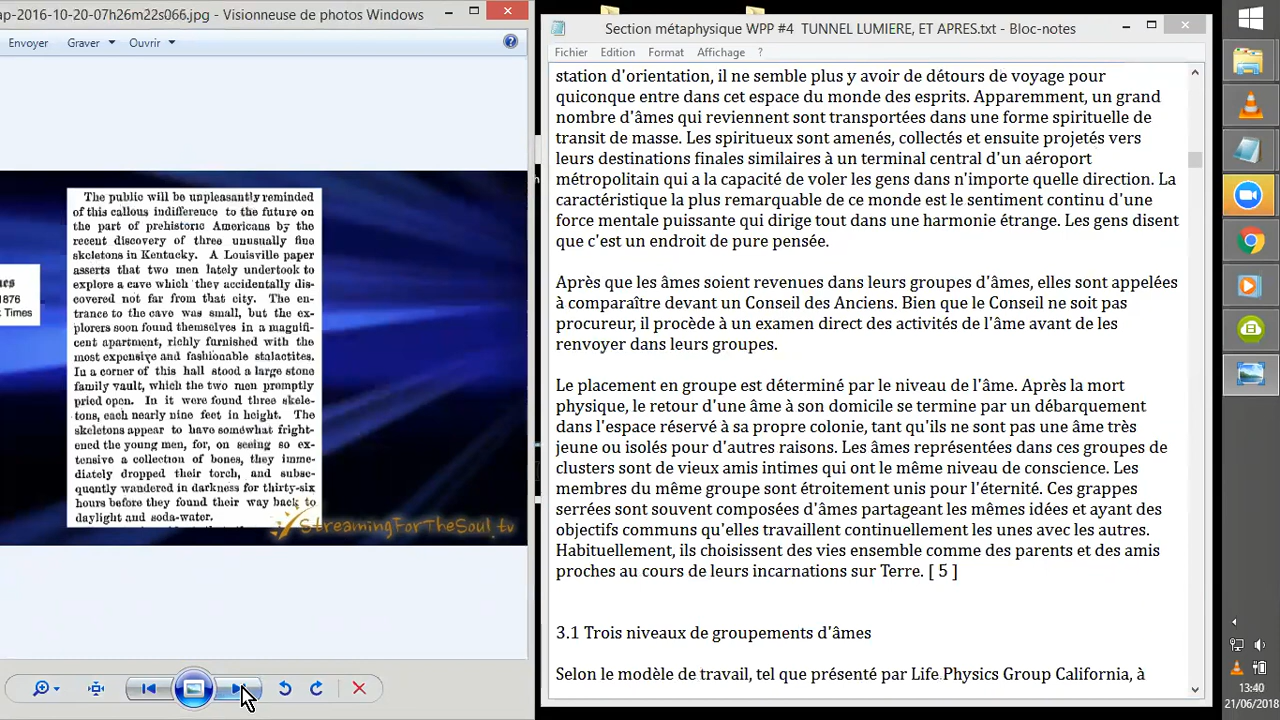 ap-2016-10-20-07h26m22s066.jpg - Visionneuse de Photos Windows
Envoyer Graver Ouvrir
1876
Times
The public will be unpleasantly reminded
of this callous indifference to the future on
the part of prehistoric Americans by the
recent discovery of three unusually fine
skeletons in Kentucky. A Louisville paper
asserts that two men lately undertook to
explore a cave which they accidentally dis-
covered not far from that city. The en-
trance to the cave was small, but the ex-
plorers soon found themselves in a magnifi-
cent apartment, richly furnished with the
most expensive and fashionable stalactites.
In a corner of this hall stood a large stone
family vault, which the two men promptly
pried open. In it were found three skele-
tons, each nearly nine feet in height. The
skeletons appear to have somewhat fright-
ened the young men, for, on seeing so ex-
tensive a collection of bones, they imme-
diately dropped their torch, and subse-
quently wandered in darkness for thirty-six
hours before they found their way back to
daylight and soda-water.
StreamingForTheSoul.tv
Section métaphysique WPP #4 TUNNEL LUMIERE, ET APRES.txt - Bloc-notes
Fichier Edition Format Affichage ?
station d'orientation, il ne semble plus y avoir de détours de voyage pour
quiconque entre dans cet espace du monde des esprits. Apparemment, un grand
nombre d'âmes qui reviennent sont transportées dans une forme spirituelle de
transit de masse. Les spiritueux sont amenés, collectés et ensuite projetés vers
leurs destinations finales similaires à un terminal central d'un aéroport
métropolitain qui a la capacité de voler les gens dans n'importe quelle direction. La
caractéristique la plus remarquable de ce monde est le sentiment continu d'une
force mentale puissante qui dirige tout dans une harmonie étrange. Les gens disent
que c'est un endroit de pure pensée.
Après que les âmes soient revenues dans leurs groupes d'âmes, elles sont appelées
à comparaître devant un Conseil des Anciens. Bien que le Conseil ne soit pas
procureur, il procède à un examen direct des activités de l'âme avant de les
renvoyer dans leurs groupes.
Le placement en groupe est déterminé par le niveau de l'âme. Après la mort
physique, le retour d'une âme à son domicile se termine par un débarquement
dans l'espace réservé à sa propre colonie, tant qu'ils ne sont pas une âme très
jeune ou isolés pour d'autres raisons. Les âmes représentées dans ces groupes de
clusters sont de vieux amis intimes qui ont le même niveau de conscience. Les
membres du même groupe sont étroitement unis pour l'éternité. Ces grappes
serrées sont souvent composées d'âmes partageant les mêmes idées et ayant des
objectifs communs qu'elles travaillent continuellement les unes avec les autres.
Habituellement, ils choisissent des vies ensemble comme des parents et des amis
proches au cours de leurs incarnations sur Terre. [ 5 ]
3.1 Trois niveaux de groupements d'âmes
Selon le modèle de travail, tel que présenté par Life Physics Group California, à
13:40
21/06/2018